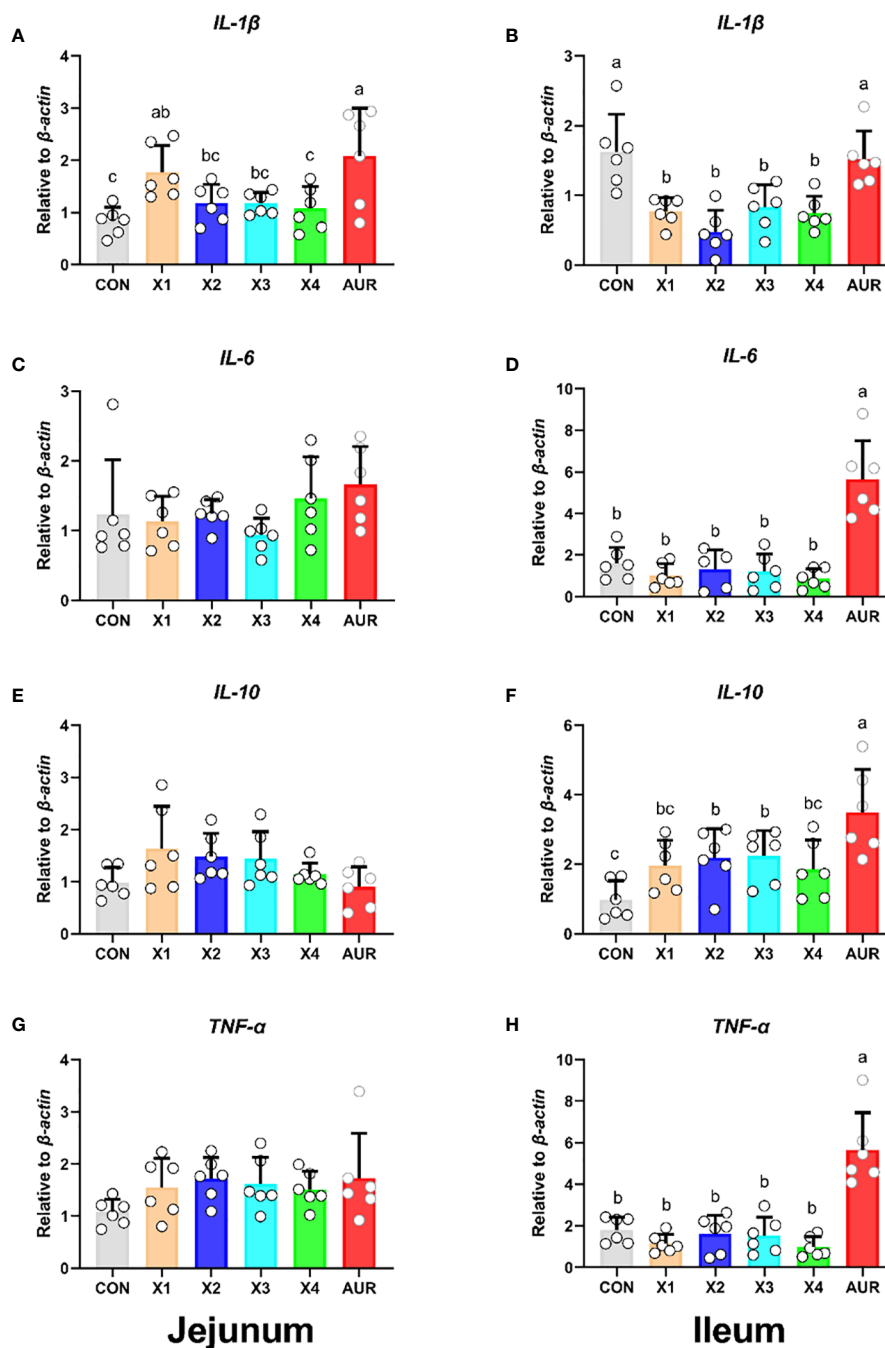 A
IL-1β
Relative to β-actin
4
3
2
1
0
c
ab
bc
bc
c
a
CON X1 X2 X3 X4 AUR
B
IL-1β
Relative to β-actin
3
2
1
0
a
b
b
b
b
a
CON X1 X2 X3 X4 AUR
C
IL-6
Relative to β-actin
3
2
1
0
CON X1 X2 X3 X4 AUR
D
IL-6
Relative to β-actin
10
8
6
4
2
0
b
b
b
b
b
a
CON X1 X2 X3 X4 AUR
E
IL-10
Relative to β-actin
4
3
2
1
0
CON X1 X2 X3 X4 AUR
F
IL-10
Relative to β-actin
6
4
2
0
c
bc
b
b
bc
a
CON X1 X2 X3 X4 AUR
G
TNF-α
Relative to β-actin
4
3
2
1
0
CON X1 X2 X3 X4 AUR
H
TNF-α
Relative to β-actin
10
8
6
4
2
0
b
b
b
b
b
a
CON X1 X2 X3 X4 AUR
Jejunum
Ileum